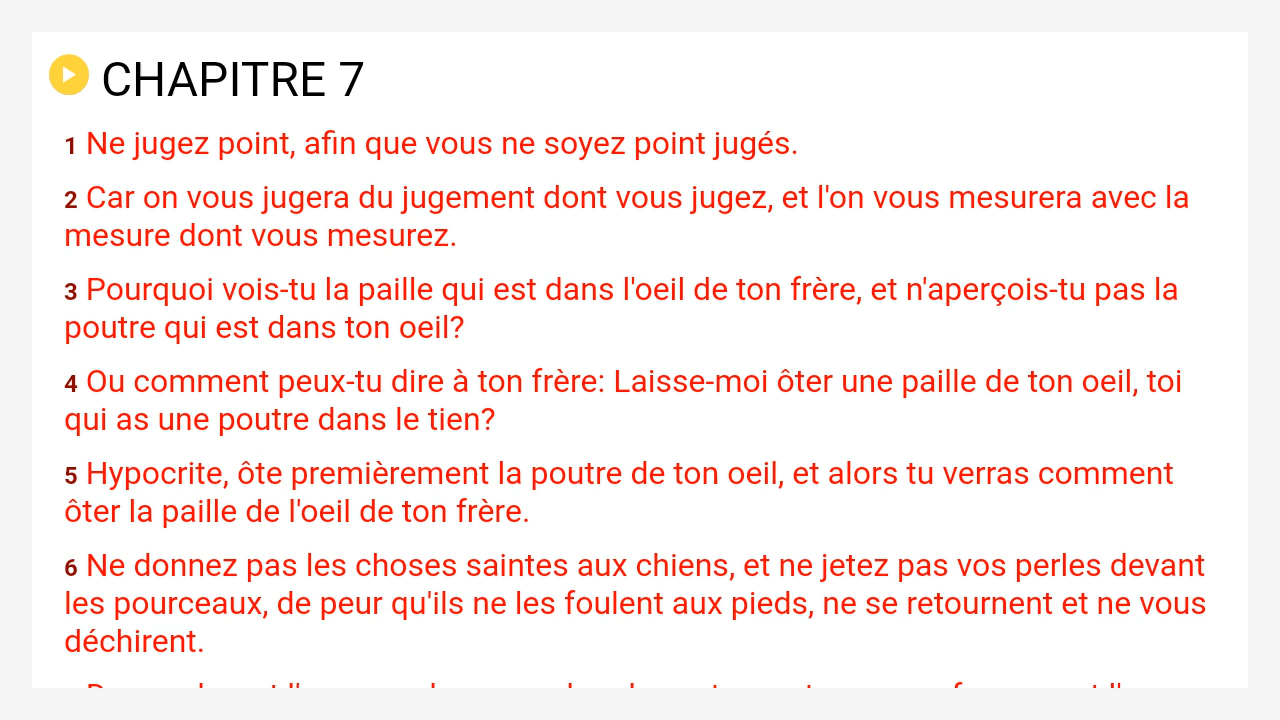 CHAPITRE 7
1 Ne jugez point, afin que vous ne soyez point jugés.
2 Car on vous jugera du jugement dont vous jugez, et l'on vous mesurera avec la
mesure dont vous mesurez.
3 Pourquoi vois-tu la paille qui est dans l'oeil de ton frère, et n'aperçois-tu pas la
poutre qui est dans ton oeil?
4 Ou comment peux-tu dire à ton frère: Laisse-moi ôter une paille de ton oeil, toi
qui as une poutre dans le tien?
5 Hypocrite, ôte premièrement la poutre de ton oeil, et alors tu verras comment
ôter la paille de l'oeil de ton frère.
6 Ne donnez pas les choses saintes aux chiens, et ne jetez pas vos perles devant
les pourceaux, de peur qu'ils ne les foulent aux pieds, ne se retournent et ne vous
déchirent.